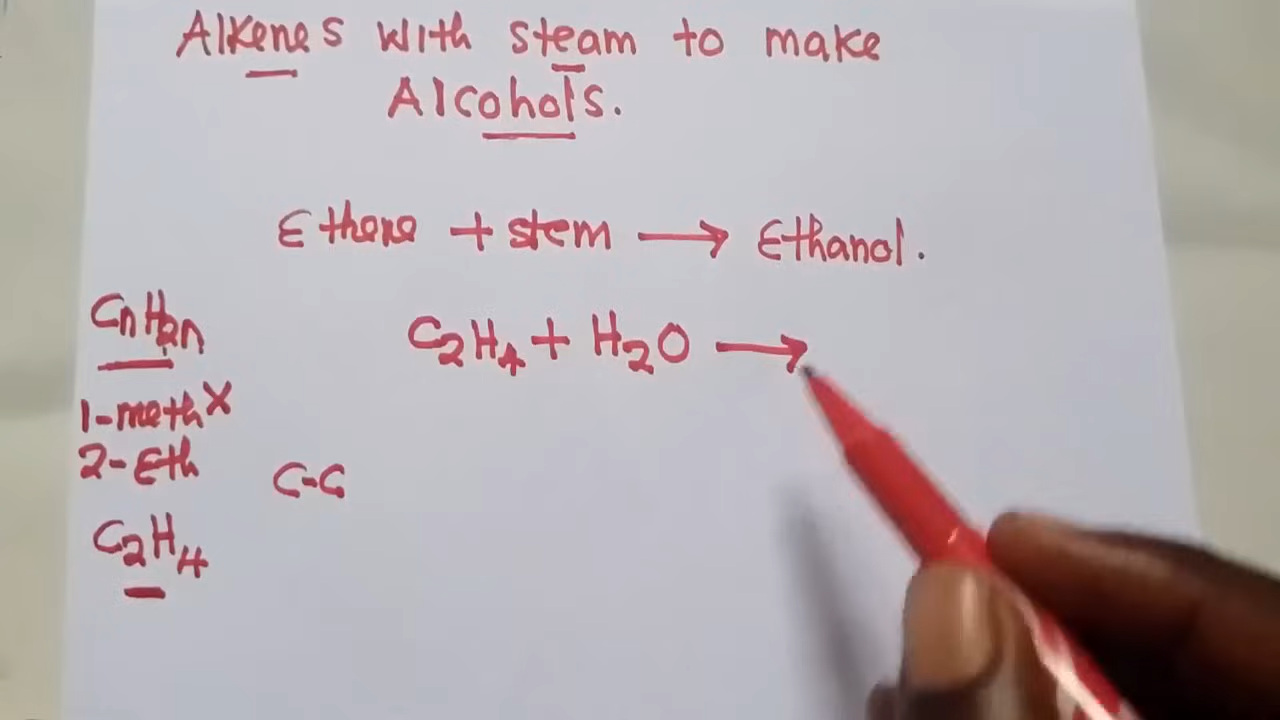 Alkenes with steam to make
Alcohols.
Ethene + stem → Ethanol.
CnH2n
C2H4 + H2O →
1-meth X
2-Eth
C-C
C2H4